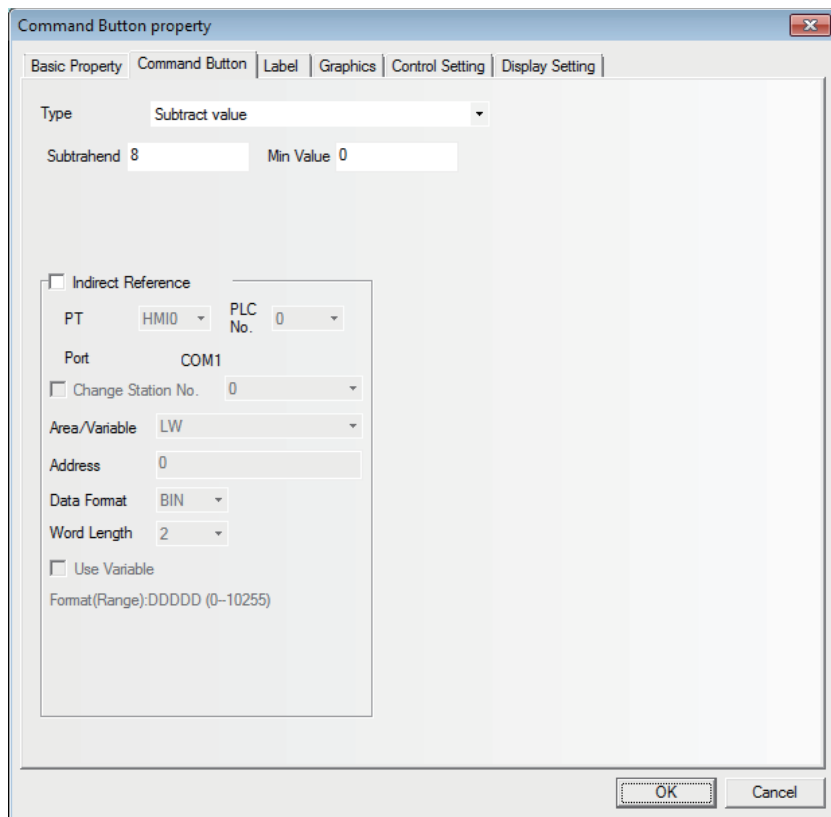 Command Button property
Basic Property Command Button Label Graphics Control Setting Display Setting
Type Subtract value
Subtrahend 8 Min Value 0
Indirect Reference
PT HMI0 PLC No. 0
Port COM1
Change Station No. 0
Area/Variable LW
Address 0
Data Format BIN
Word Length 2
Use Variable
Format(Range):DDDDD (0--10255)
OK Cancel